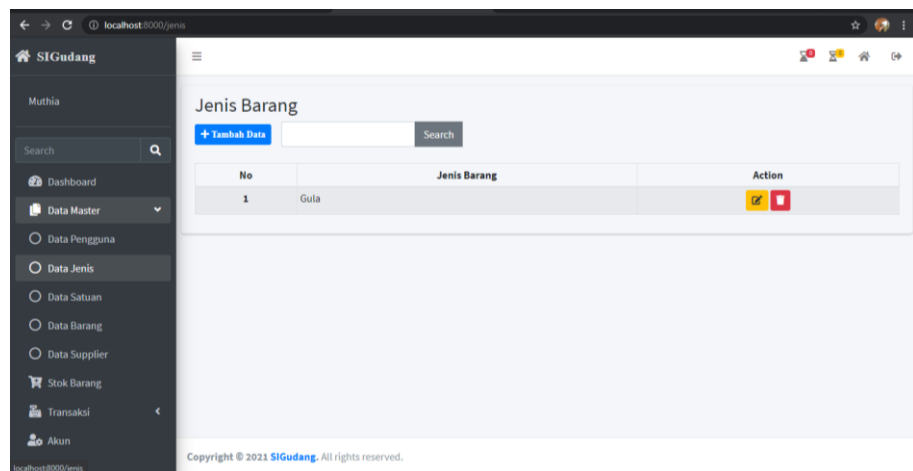 localhost:8000/jenis
SIGudang
Muthia
Search
Dashboard
Data Master
Data Pengguna
Data Jenis
Data Satuan
Data Barang
Data Supplier
Stok Barang
Transaksi
Akun
localhost:8000/jenis
Jenis Barang
+ Tambah Data Search
No Jenis Barang Action
1 Gula
Copyright © 2021 SIGudang. All rights reserved.